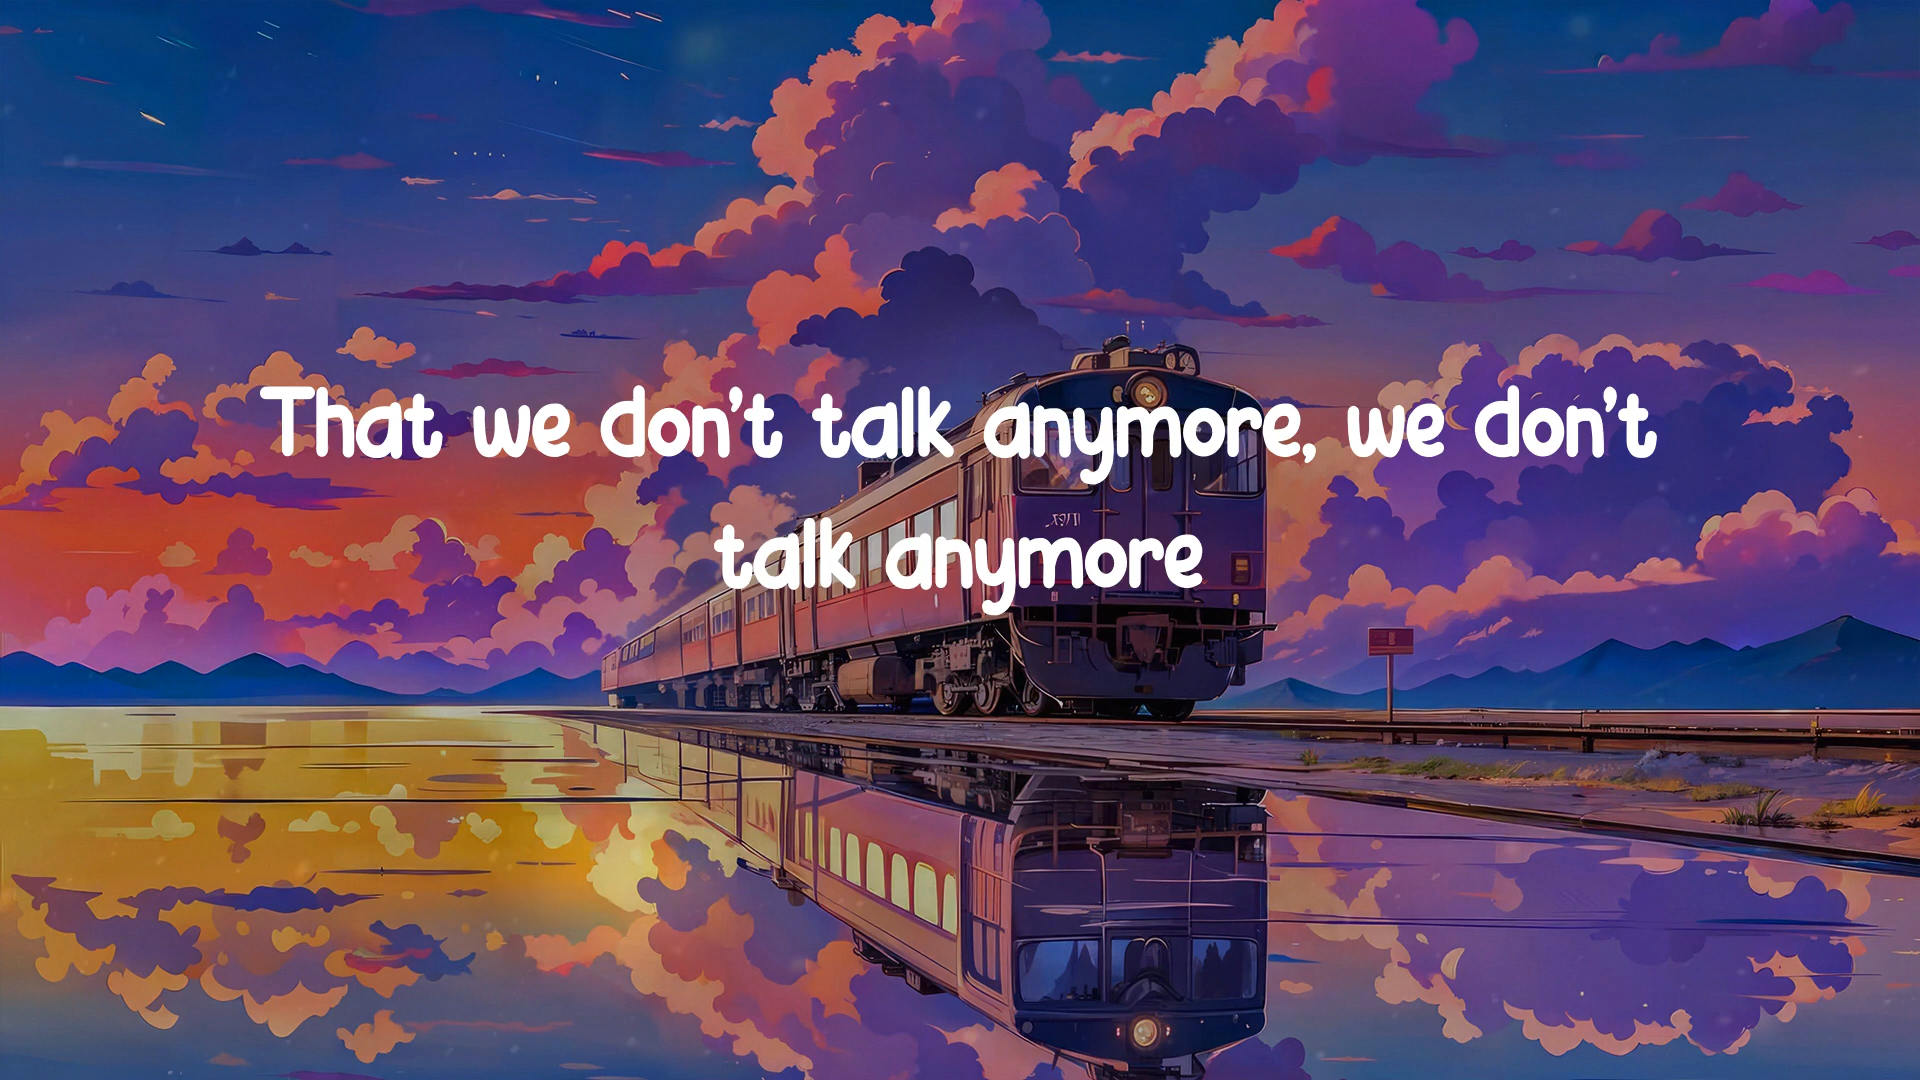 That we don't talk anymore, we don't
talk anymore